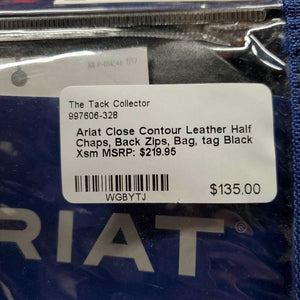 The Tack Collector
997606-328
Ariat Close Contour Leather Half
Chaps, Back Zips, Bag, tag Black
Xsm MSRP: $219.95
WGBYTJ
$135.00
RIAT®